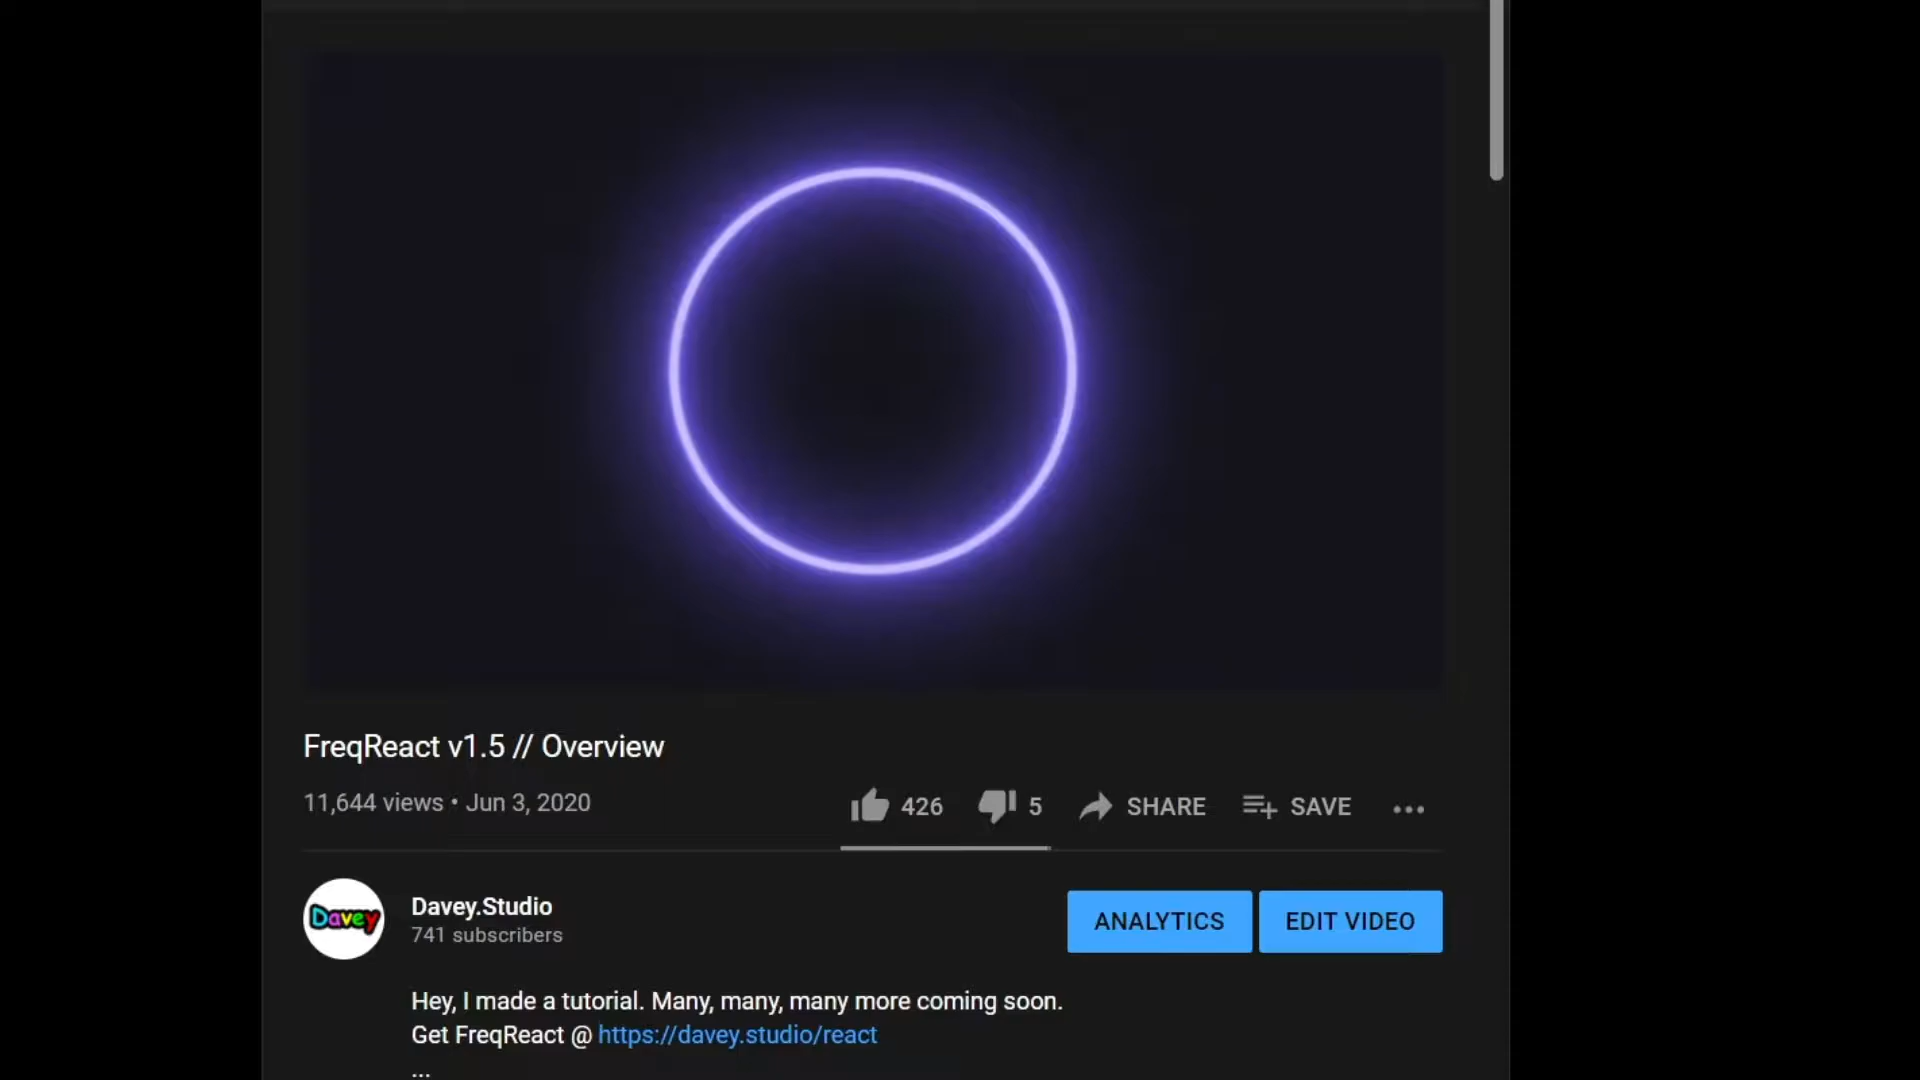 FreqReact v1.5 // Overview
11,644 views • Jun 3, 2020
426 5 SHARE SAVE
Davey
Davey.Studio
741 subscribers
ANALYTICS EDIT VIDEO
Hey, I made a tutorial. Many, many, many more coming soon.
Get FreqReact @ https://davey.studio/react
...